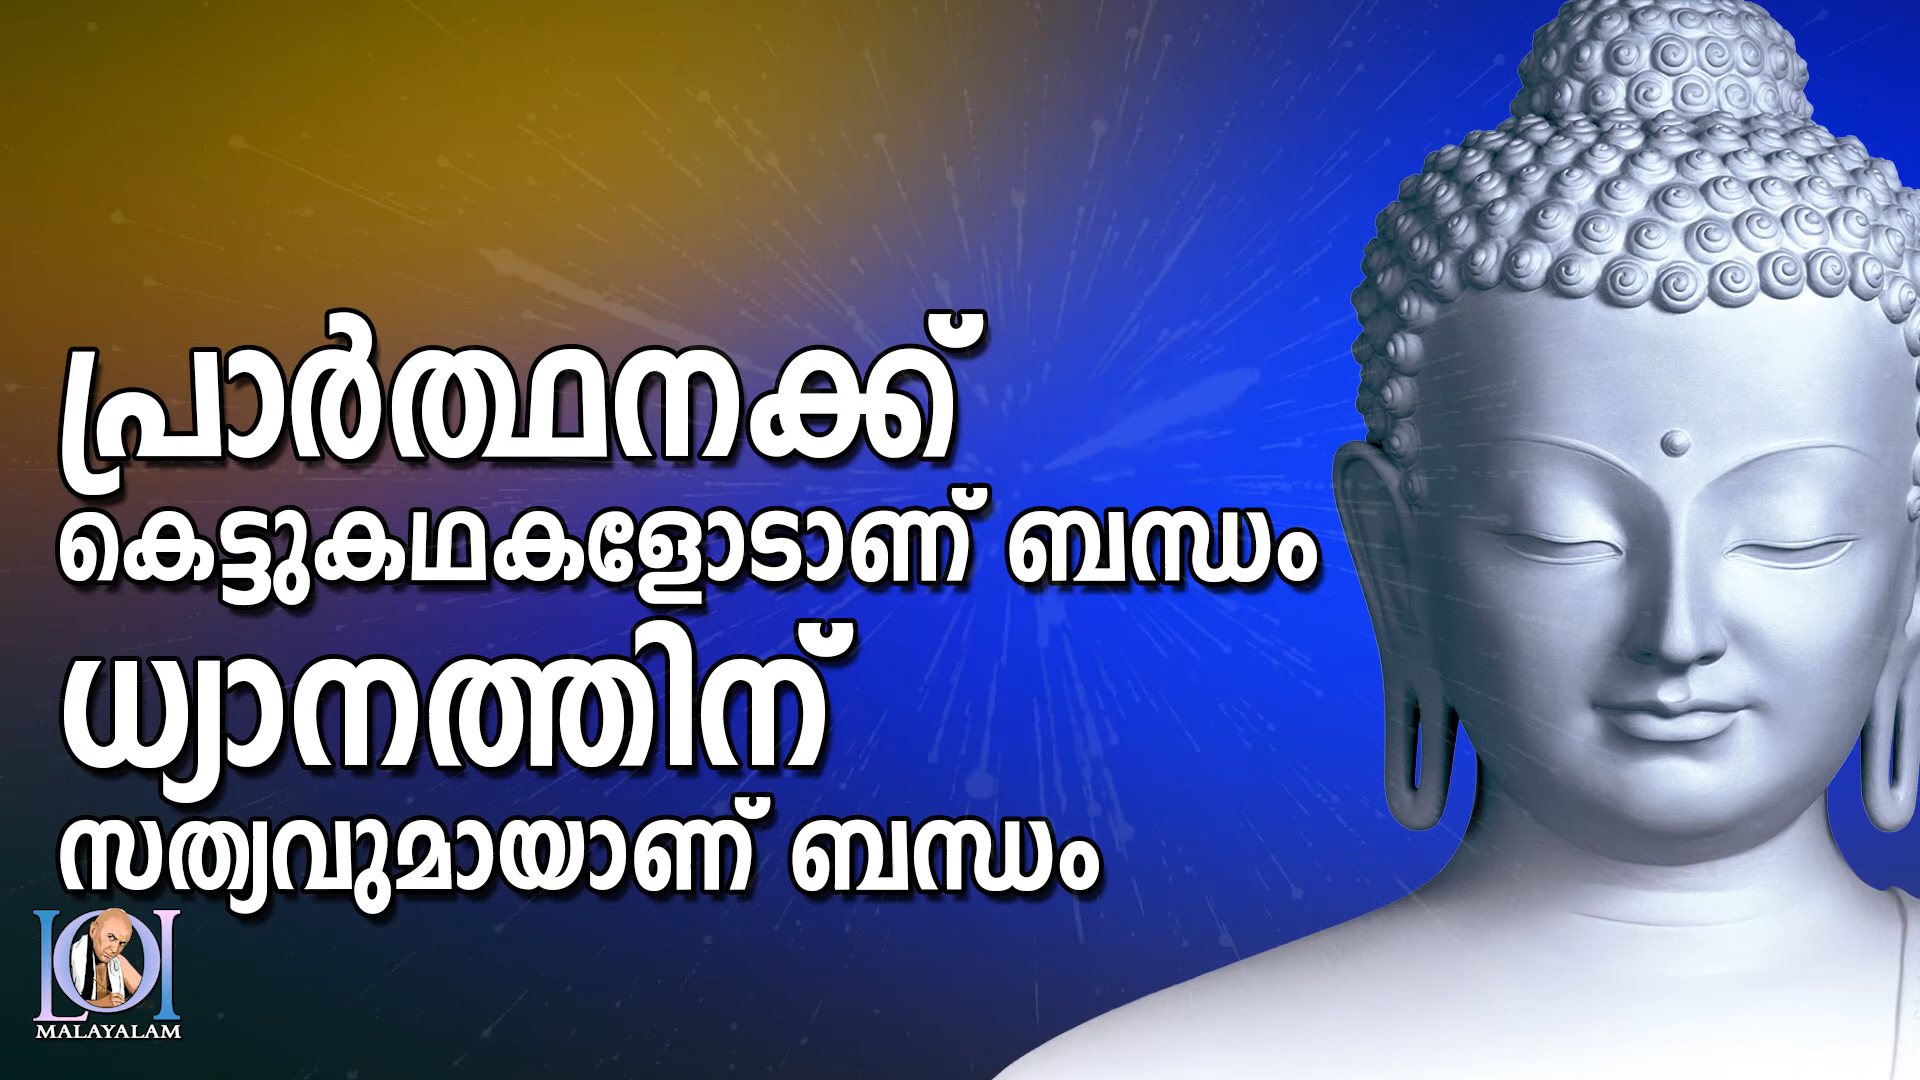 പ്രാർത്ഥനക്ക്
കെട്ടുകഥകളോടാണ് ബന്ധം
ധ്യാനത്തിന്
സത്യവുമായാണ് ബന്ധം
LOI
MALAYALAM